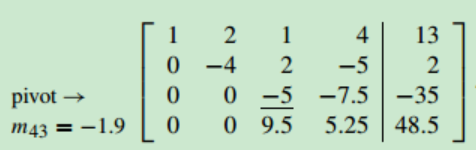 1 2 1 4 13
0 −4 2 −5 2
pivot → 0 0 −5 −7.5 −35
m43 = −1.9 0 0 9.5 5.25 48.5